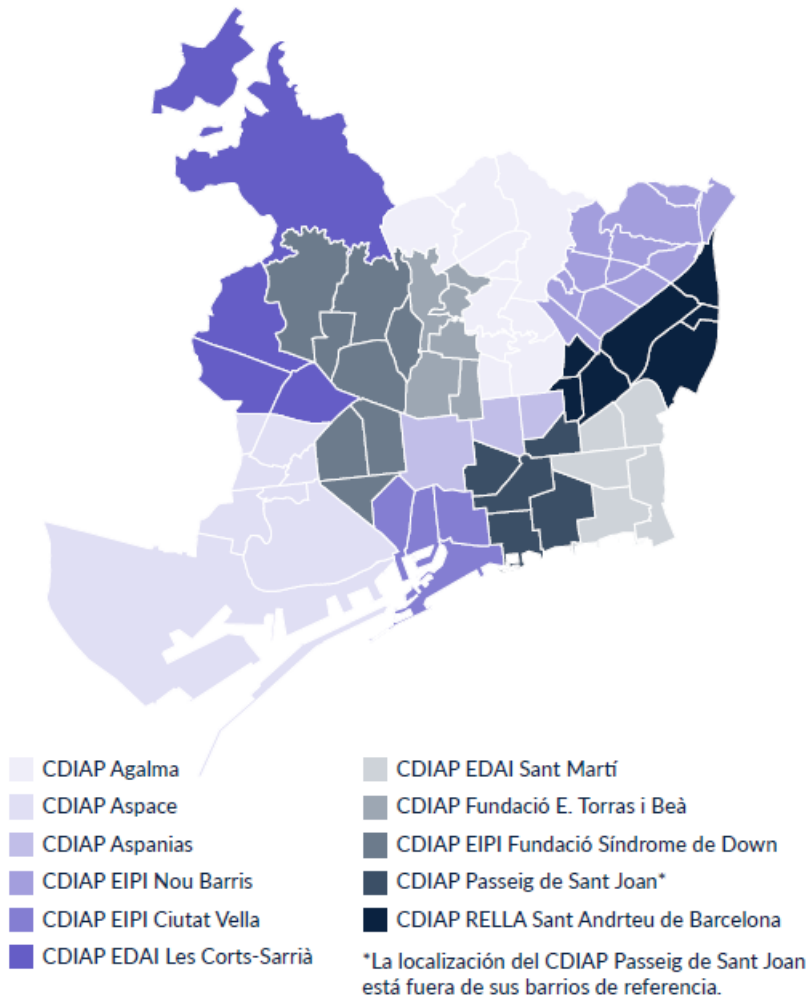 CDIAP Agalma
CDIAP Aspace
CDIAP Aspanias
CDIAP EIPI Nou Barris
CDIAP EIPI Ciutat Vella
CDIAP EDAI Les Corts-Sarrià
CDIAP EDAI Sant Martí
CDIAP Fundació E. Torras i Beà
CDIAP EIPI Fundació Síndrome de Down
CDIAP Passeig de Sant Joan*
CDIAP RELLA Sant Andrteu de Barcelona
*La localización del CDIAP Passeig de Sant Joan
está fuera de sus barrios de referencia.